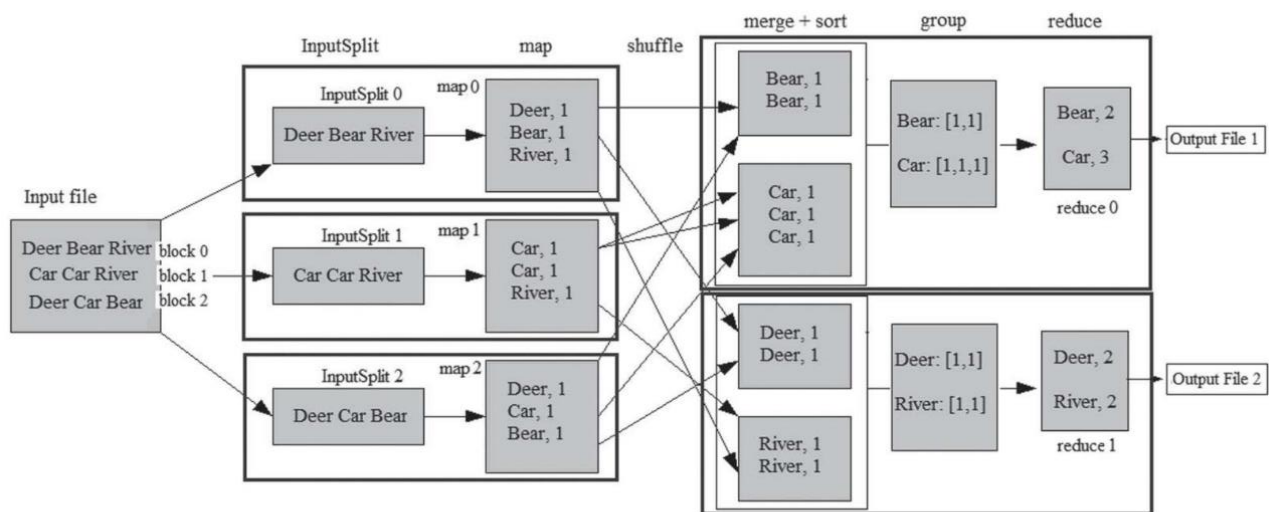 InputSplit
map
shuffle
merge + sort
group
reduce
Input file
Deer Bear River
Car Car River
Deer Car Bear
block 0
block 1
block 2
InputSplit 0
Deer Bear River
map 0
Deer, 1
Bear, 1
River, 1
InputSplit 1
Car Car River
map 1
Car, 1
Car, 1
River, 1
InputSplit 2
Deer Car Bear
map 2
Deer, 1
Car, 1
Bear, 1
Bear, 1
Bear, 1
Car, 1
Car, 1
Car, 1
Bear: [1,1]
Car: [1,1,1]
Bear, 2
Car, 3
reduce 0
Output File 1
Deer, 1
Deer, 1
River, 1
River, 1
Deer: [1,1]
River: [1,1]
Deer, 2
River, 2
reduce 1
Output File 2